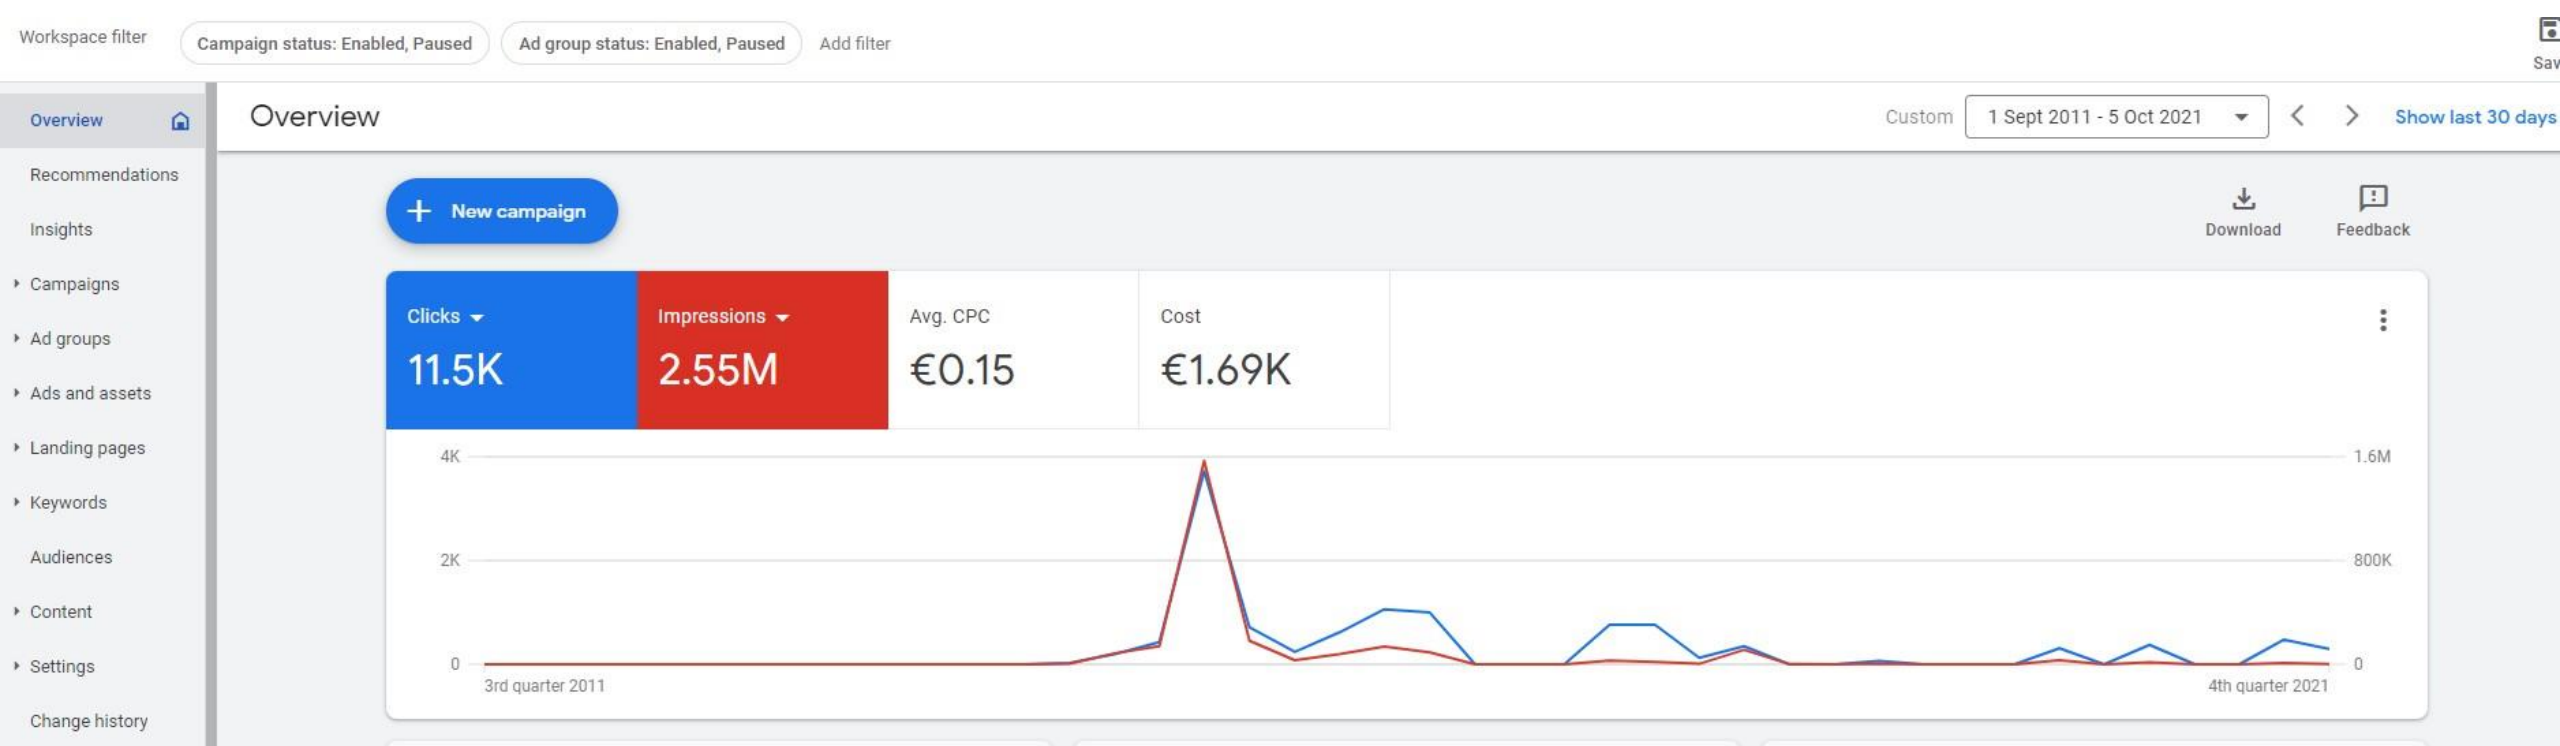 Workspace filter
Campaign status: Enabled, Paused
Ad group status: Enabled, Paused
Add filter
Overview
Recommendations
Insights
Campaigns
Ad groups
Ads and assets
Landing pages
Keywords
Audiences
Content
Settings
Change history
Overview
Custom
1 Sept 2011 - 5 Oct 2021
Show last 30 days
New campaign
Download
Feedback
Clicks
11.5K
Impressions
2.55M
Avg. CPC
€0.15
Cost
€1.69K
4K
2K
0
1.6M
800K
0
3rd quarter 2011
4th quarter 2021